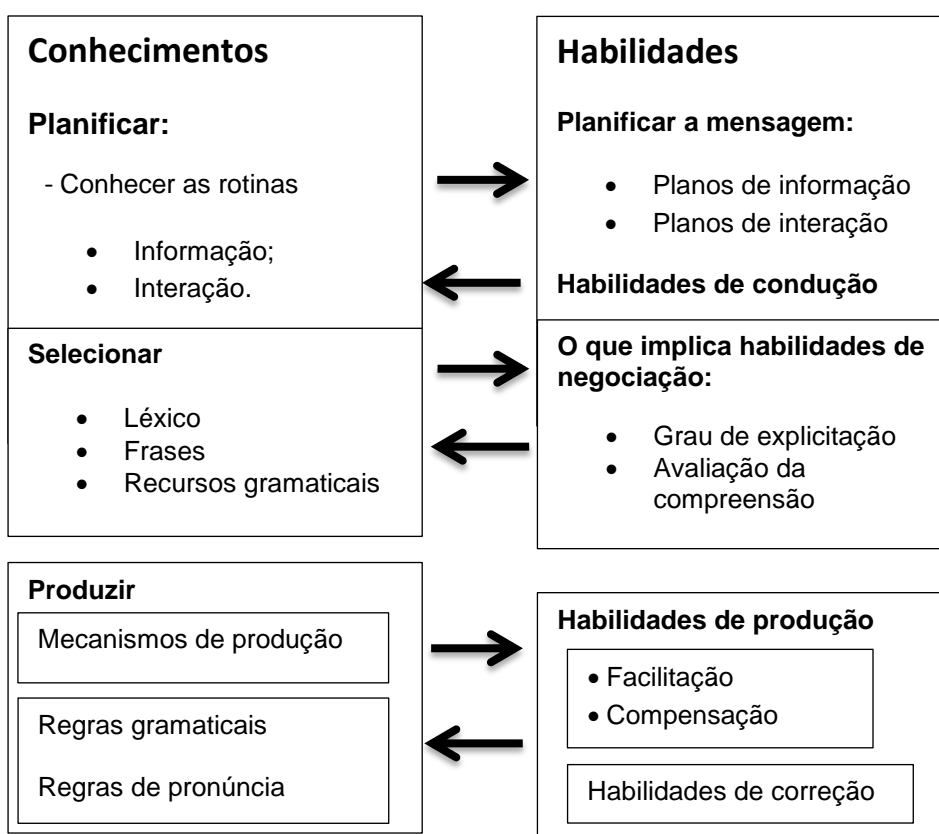 Conhecimentos
Planificar:
- Conhecer as rotinas
• Informação;
• Interação.
Habilidades
Planificar a mensagem:
• Planos de informação
• Planos de interação
Habilidades de condução
Selecionar
• Léxico
• Frases
• Recursos gramaticais
O que implica habilidades de
negociação:
• Grau de explicitação
• Avaliação da
compreensão
Produzir
Mecanismos de produção
Regras gramaticais
Regras de pronúncia
Habilidades de produção
• Facilitação
• Compensação
Habilidades de correção